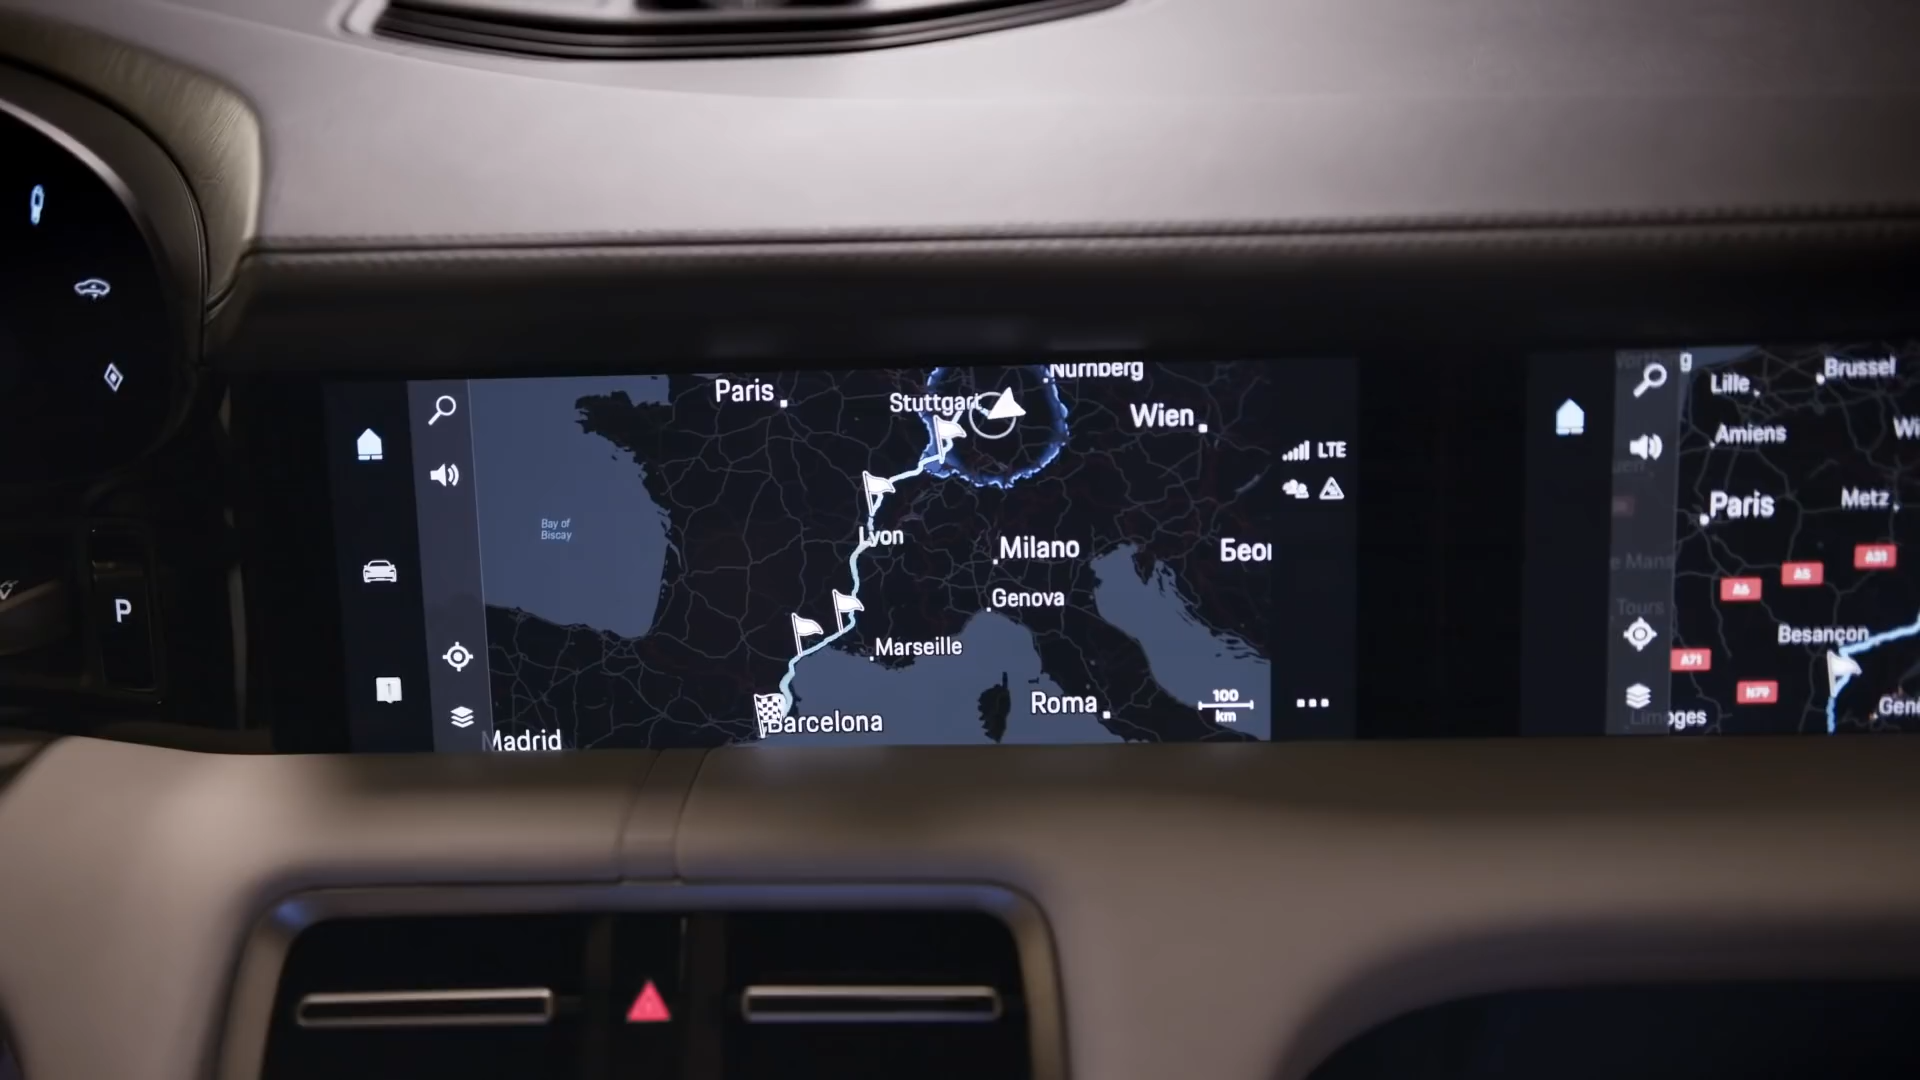 Paris
Stuttgart
Nürnberg
Wien
LTE
Bay of
Biscay
Lyon
Milano
Genova
Marseille
Barcelona
Madrid
Roma
100
km
P
1
Lille
Brussel
Amiens
Paris
Metz
A31
A5
A6
Tours
Besançon
A71
N79